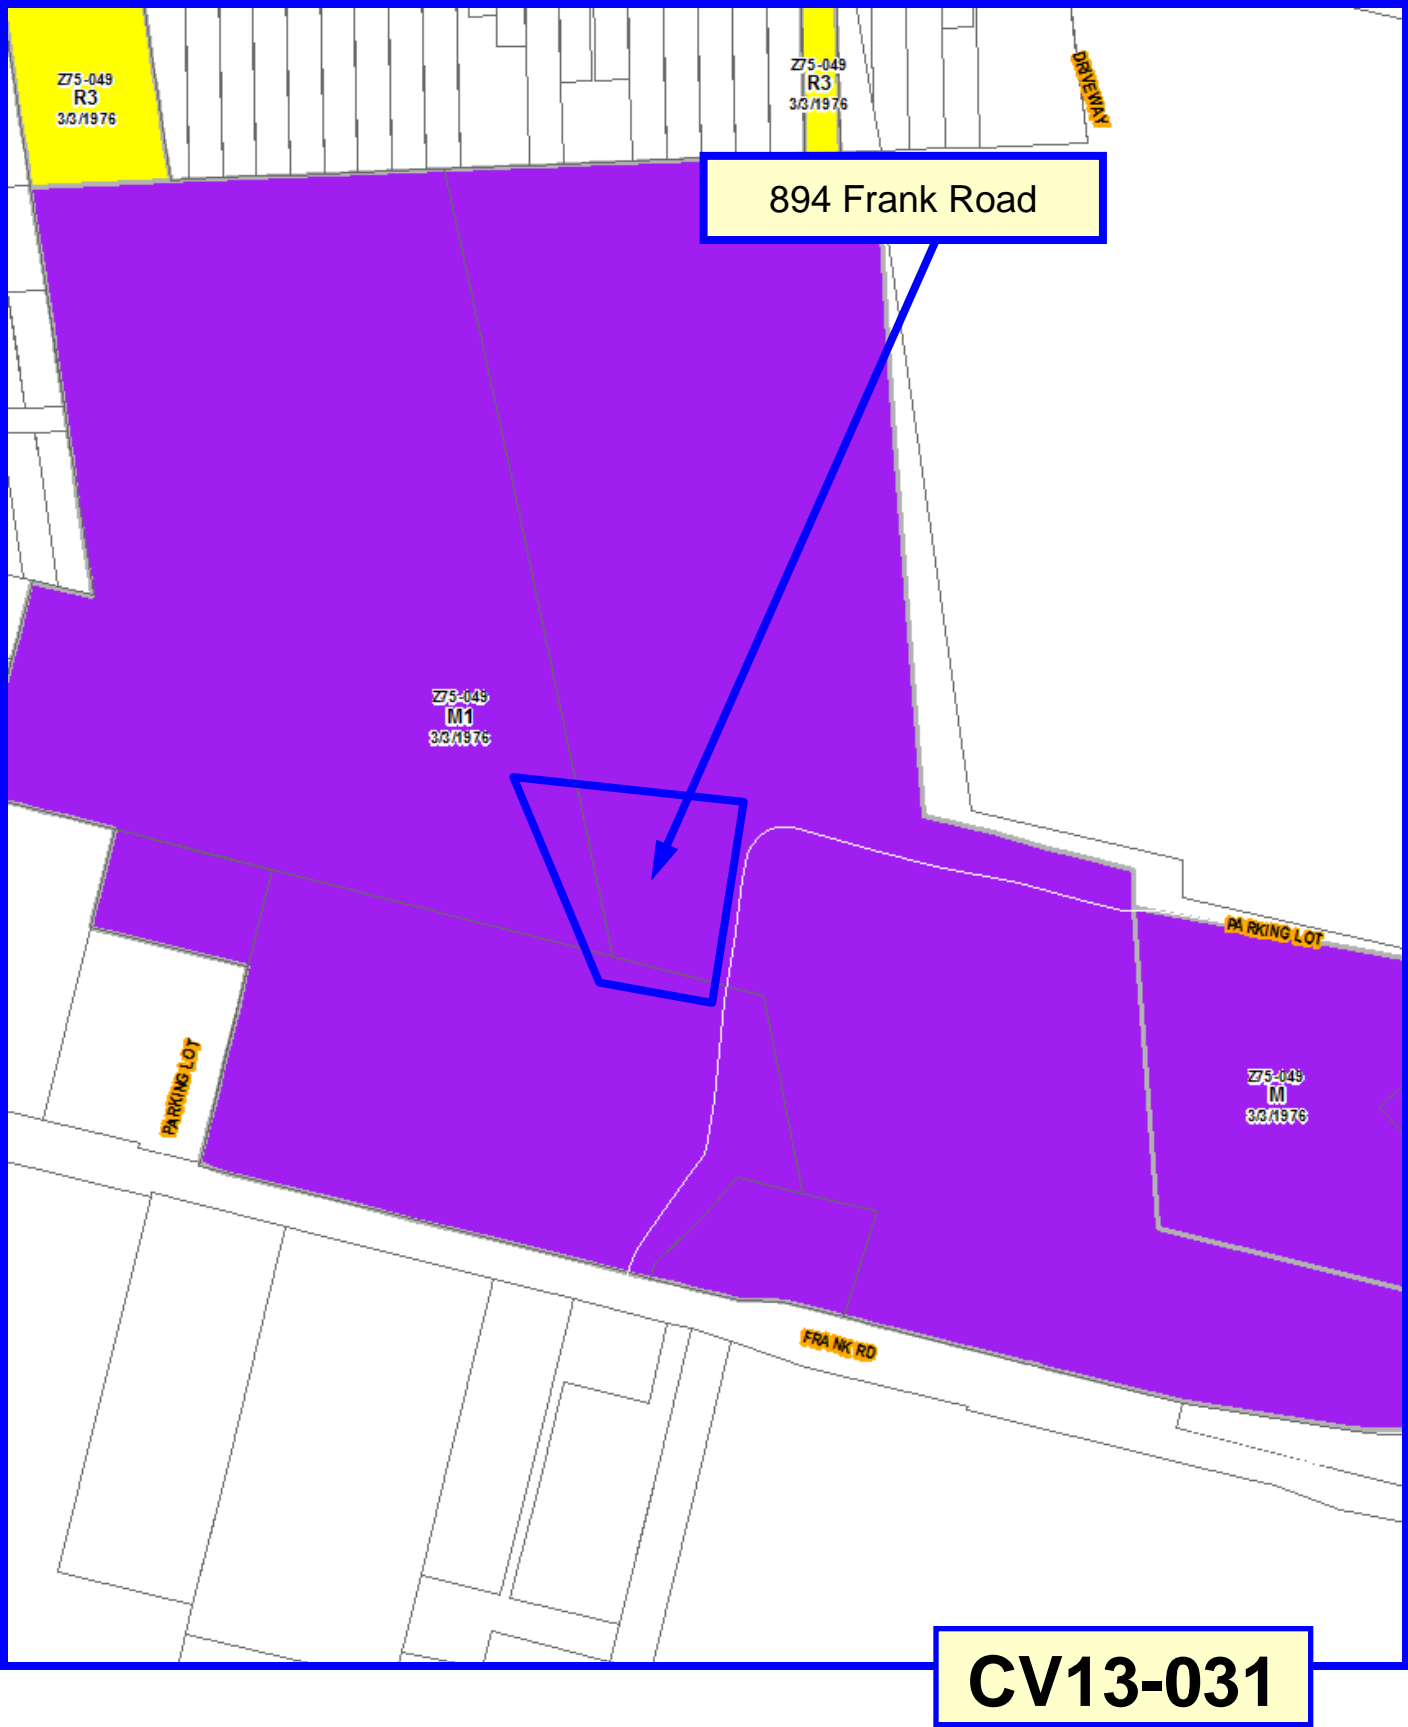 Z75-049
R3
3/3/1976
Z75-049
R3
3/3/1976
DRIVEWAY
894 Frank Road
Z75-049
M1
3/3/1976
PARKING LOT
PARKING LOT
Z75-049
M
3/3/1976
FRANK RD
CV13-031